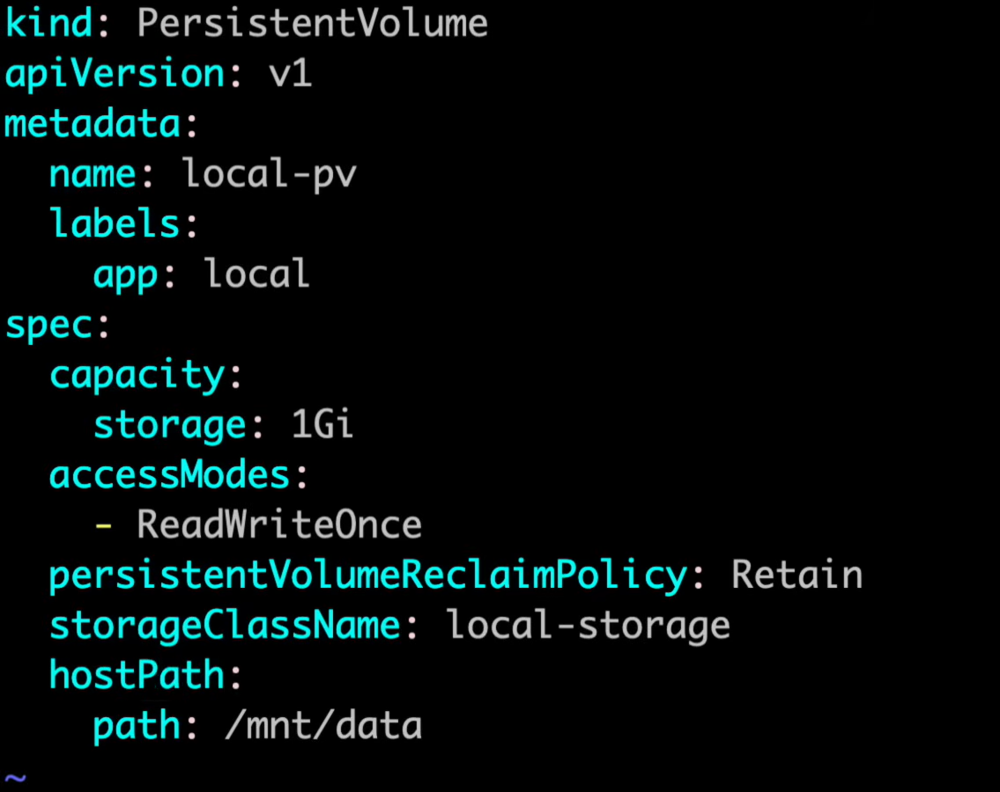 kind: PersistentVolume
apiVersion: v1
metadata:
  name: local-pv
  labels:
    app: local
spec:
  capacity:
    storage: 1Gi
  accessModes:
    - ReadWriteOnce
  persistentVolumeReclaimPolicy: Retain
  storageClassName: local-storage
  hostPath:
    path: /mnt/data
~